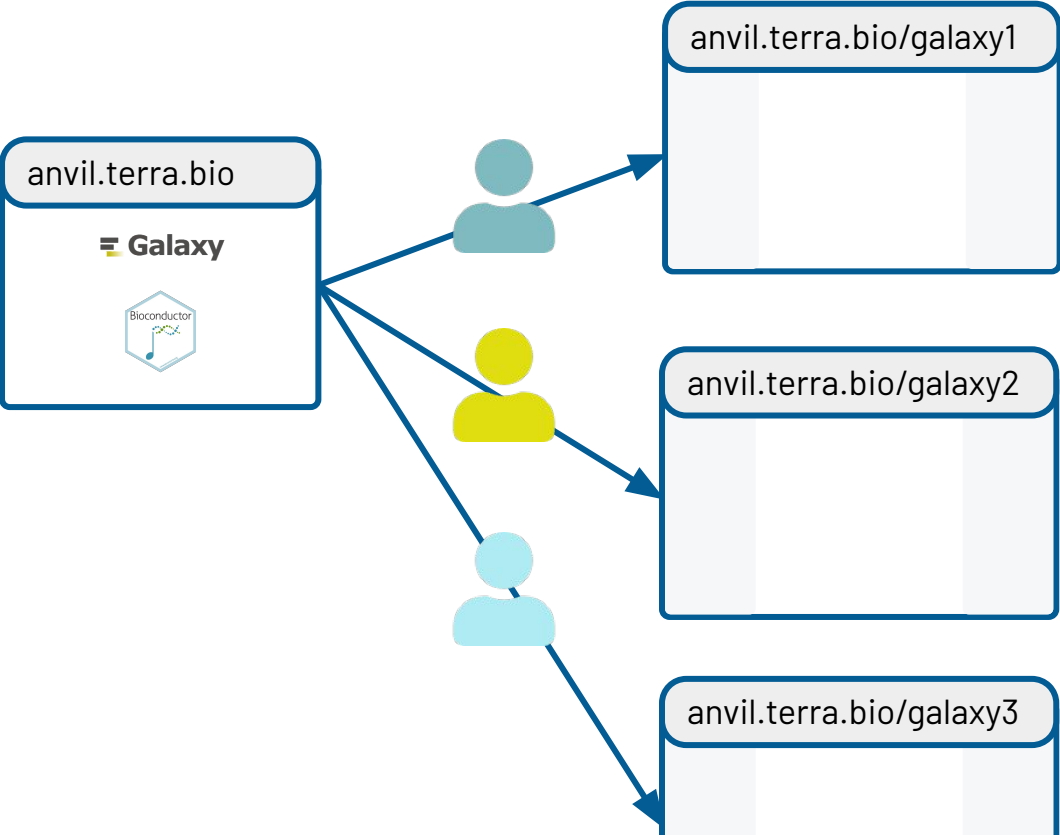 anvil.terra.bio/galaxy1
anvil.terra.bio
Galaxy
Bioconductor
anvil.terra.bio/galaxy2
anvil.terra.bio/galaxy3